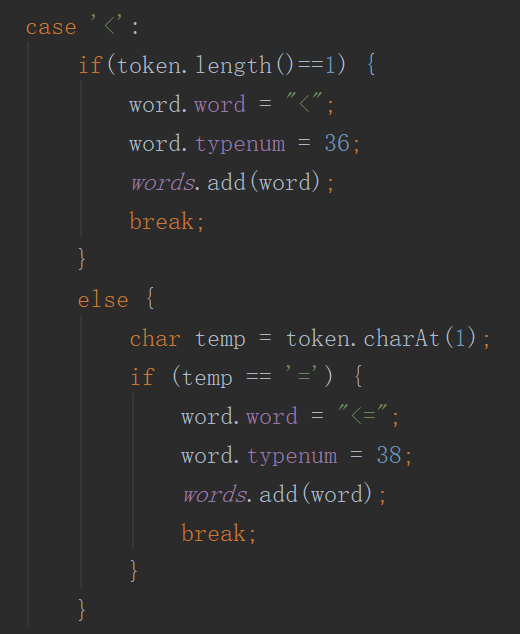 case '<':
if(token.length()==1) {
word.word = "<";
word.typenum = 36;
words.add(word);
break;
}
else {
char temp = token.charAt(1);
if (temp == '=') {
word.word = "<=";
word.typenum = 38;
words.add(word);
break;
}
}